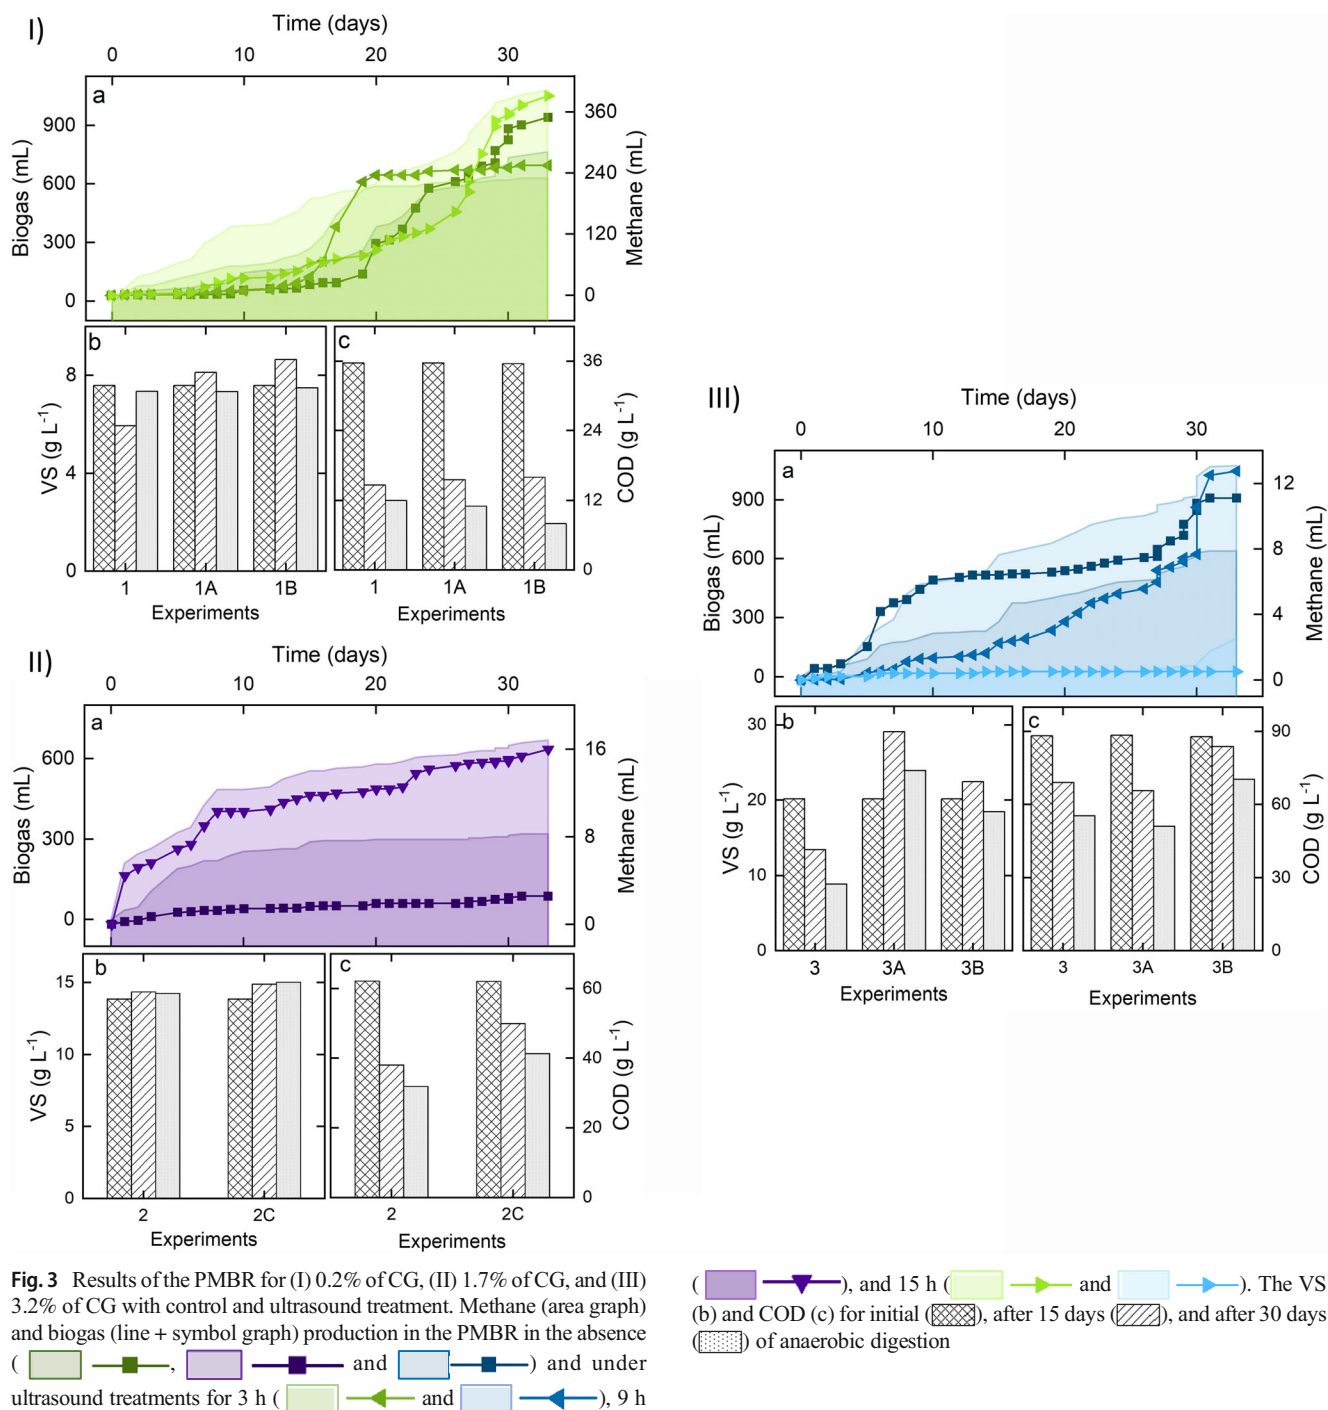 I)
Time (days)
0 10 20 30
a
900
600
300
0
Biogas (mL)
360
240
120
0
Methane (mL)
b
8
4
0
VS (g L-1)
1 1A 1B
Experiments
c
36
24
12
0
COD (g L-1)
1 1A 1B
Experiments
II)
Time (days)
0 10 20 30
a
600
300
0
Biogas (mL)
16
8
0
Methane (mL)
b
15
10
5
0
VS (g L-1)
2 2C
Experiments
c
60
40
20
0
COD (g L-1)
2 2C
Experiments
III)
Time (days)
0 10 20 30
a
900
600
300
0
Biogas (mL)
12
8
4
0
Methane (mL)
b
30
20
10
0
VS (g L-1)
3 3A 3B
Experiments
c
90
60
30
0
COD (g L-1)
3 3A 3B
Experiments
Fig. 3 Results of the PMBR for (I) 0.2% of CG, (II) 1.7% of CG, and (III)
3.2% of CG with control and ultrasound treatment. Methane (area graph)
and biogas (line + symbol graph) production in the PMBR in the absence
( , and ) and under
ultrasound treatments for 3 h ( and ), 9 h
( ), and 15 h ( and ). The VS
(b) and COD (c) for initial ( ), after 15 days ( ), and after 30 days
( ) of anaerobic digestion